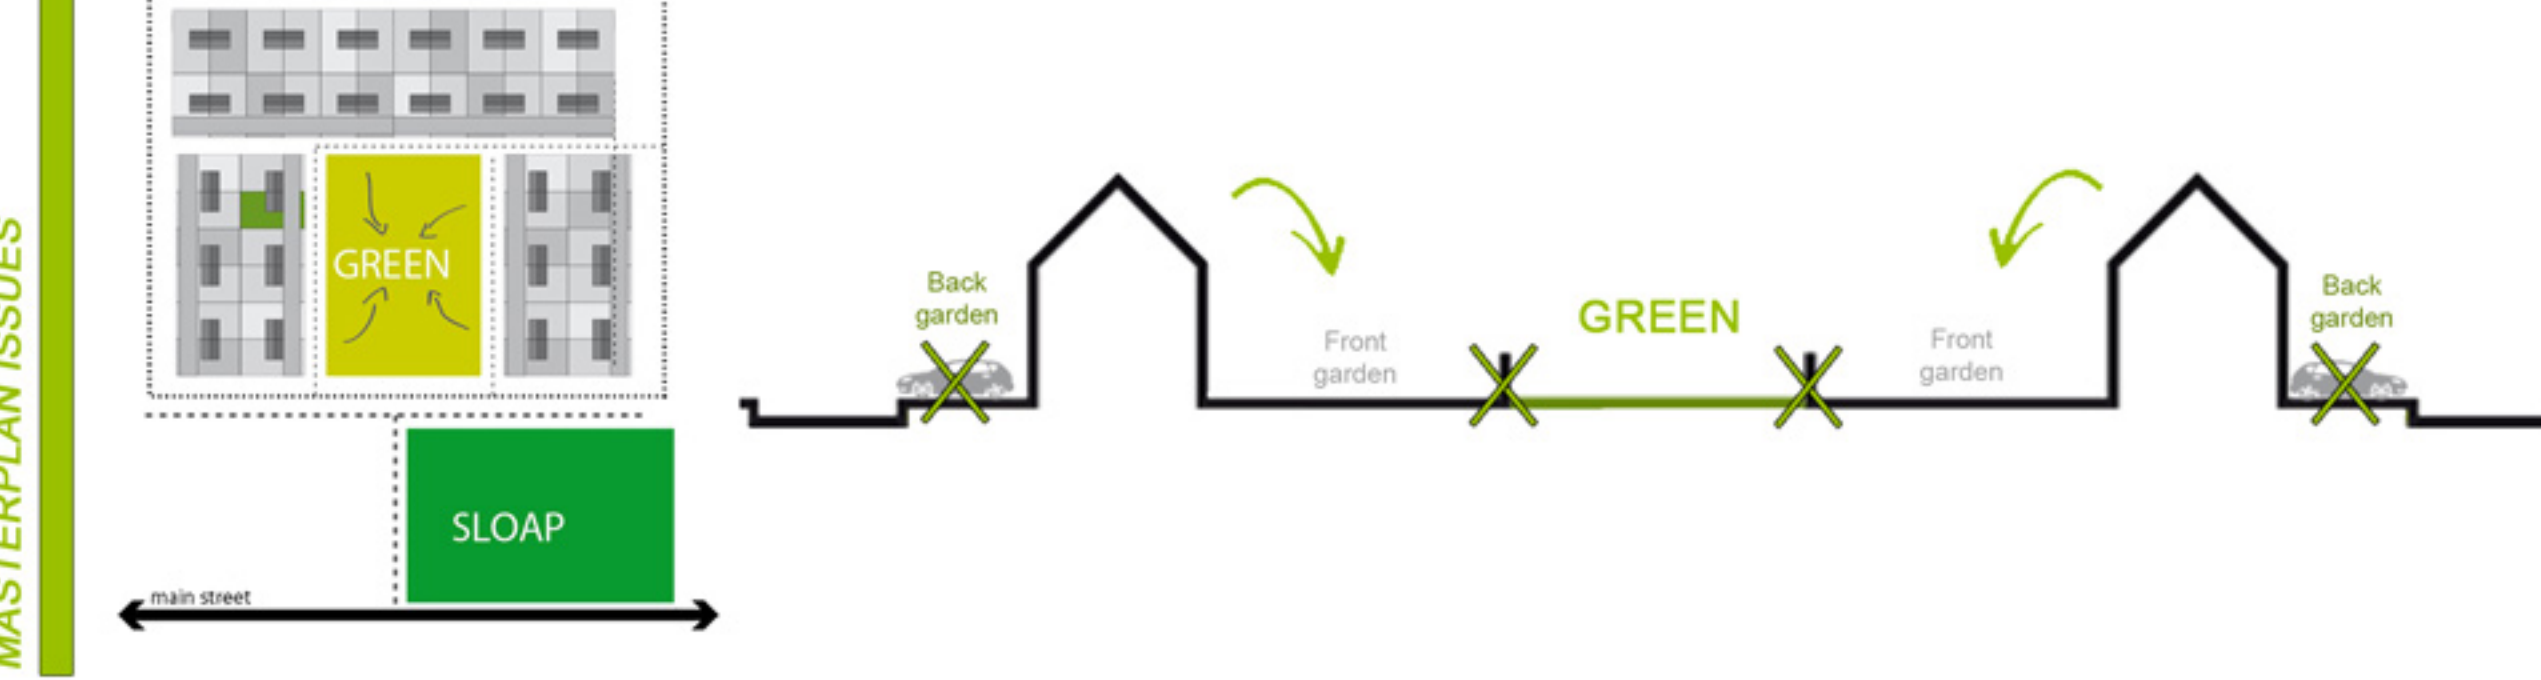 MASTERPLAN ISSUES
GREEN
SLOAP
main street
Back
garden
Front
garden
GREEN
Front
garden
Back
garden